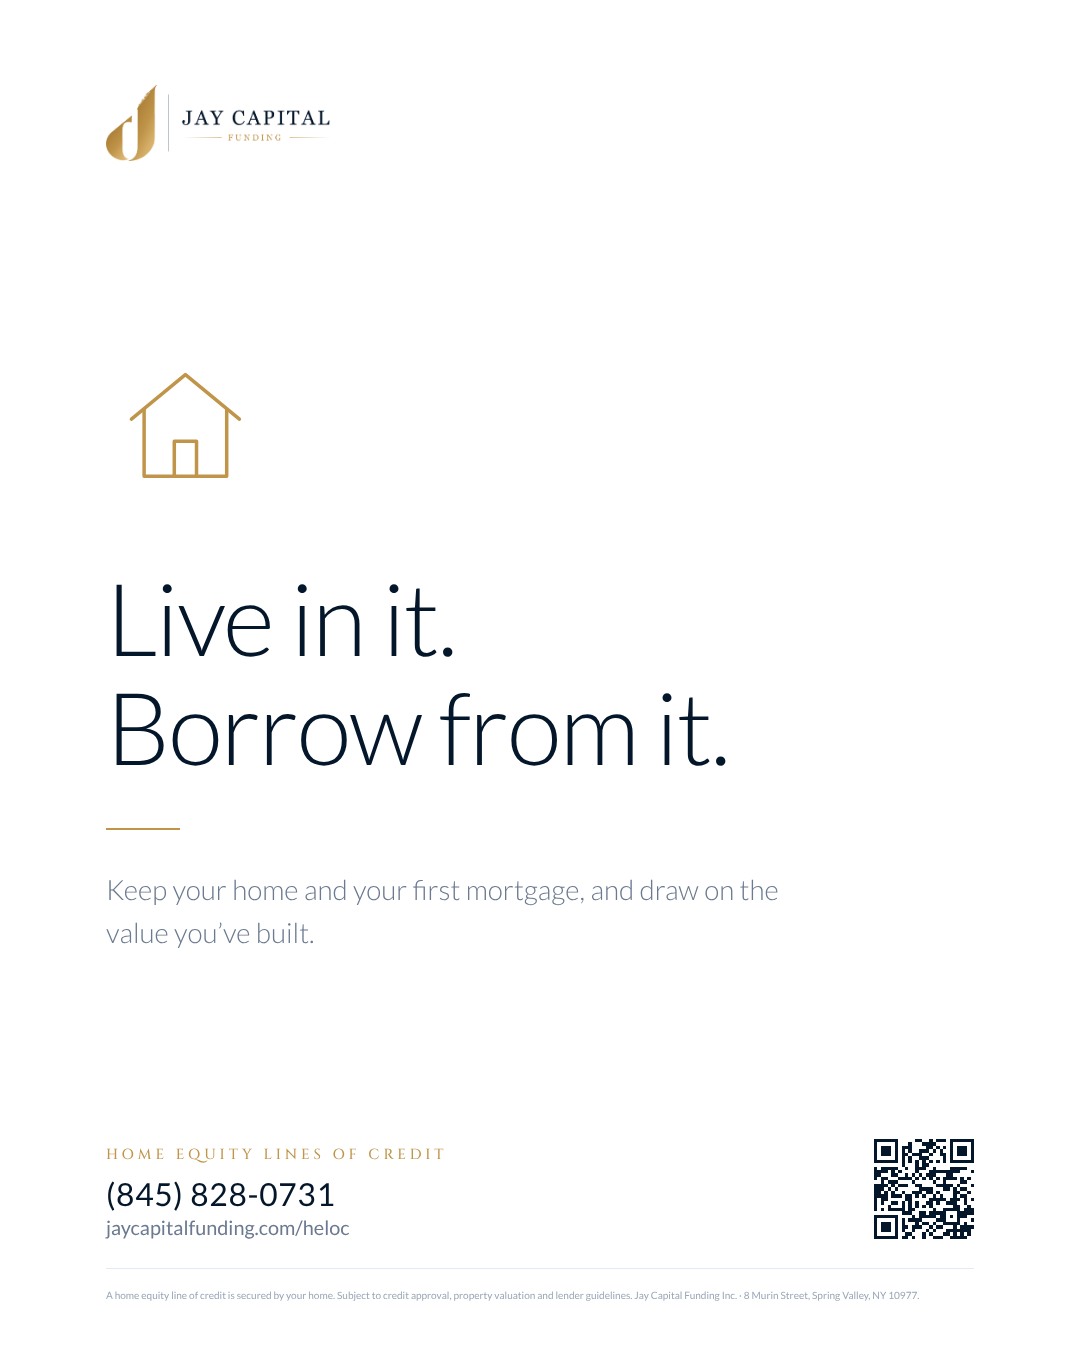 JAY CAPITAL
FUNDING
Live in it.
Borrow from it.
Keep your home and your first mortgage, and draw on the
value you’ve built.
HOME EQUITY LINES OF CREDIT
(845) 828-0731
jaycapitalfunding.com/heloc
A home equity line of credit is secured by your home. Subject to credit approval, property valuation and lender guidelines. Jay Capital Funding Inc. · 8 Murin Street, Spring Valley, NY 10977.